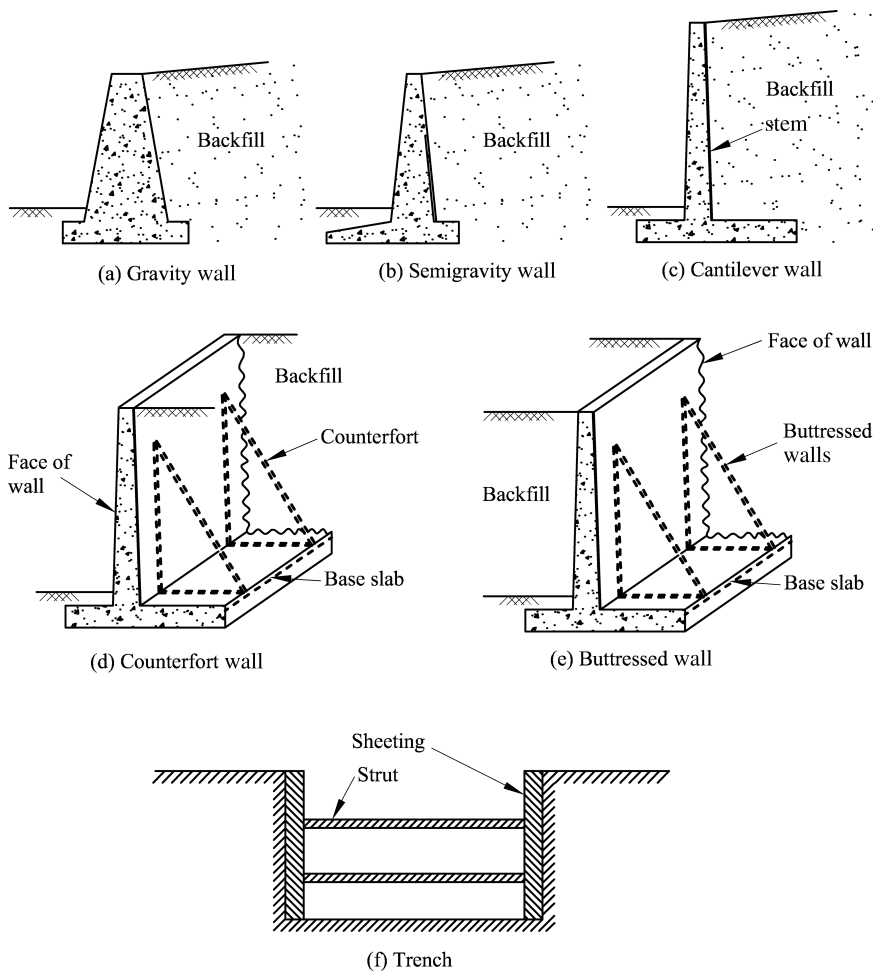 Backfill
Backfill
Backfill
stem
(a) Gravity wall
(b) Semigravity wall
(c) Cantilever wall
Backfill
Counterfort
Face of
wall
Base slab
(d) Counterfort wall
Face of wall
Buttressed
walls
Backfill
Base slab
(e) Buttressed wall
Sheeting
Strut
(f) Trench